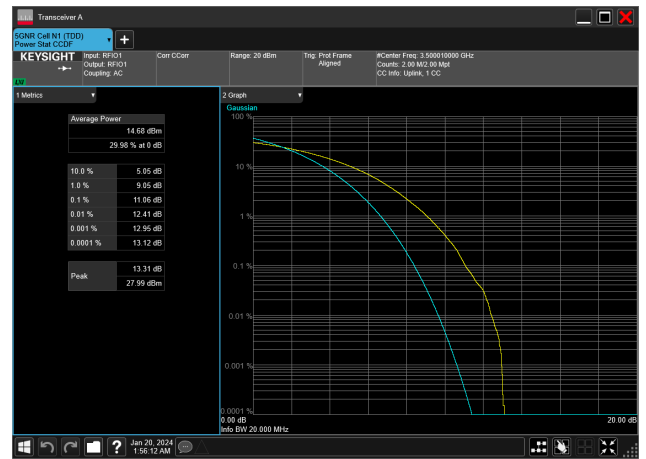 Transceiver A
5GNR Cell N1 (TDD)
Power Stat CCDF
KEYSIGHT
Input: RFIO1
Output: RFIO1
Coupling: AC
Corr CCorr
Range: 20 dBm
Trig: Prot Frame
Aligned
#Center Freq: 3.500010000 GHz
Counts: 2.00 M/2.00 Mpt
CC Info: Uplink, 1 CC
LXI
1 Metrics
Average Power
14.68 dBm
29.98 % at 0 dB
10.0 % 5.05 dB
1.0 % 9.05 dB
0.1 % 11.06 dB
0.01 % 12.41 dB
0.001 % 12.95 dB
0.0001 % 13.12 dB
Peak
13.31 dB
27.99 dBm
2 Graph
Gaussian
100 %
10 %
1 %
0.1 %
0.01 %
0.001 %
0.0001 %
0.00 dB
20.00 dB
Info BW 20.000 MHz
?
Jan 20, 2024
1:56:12 AM